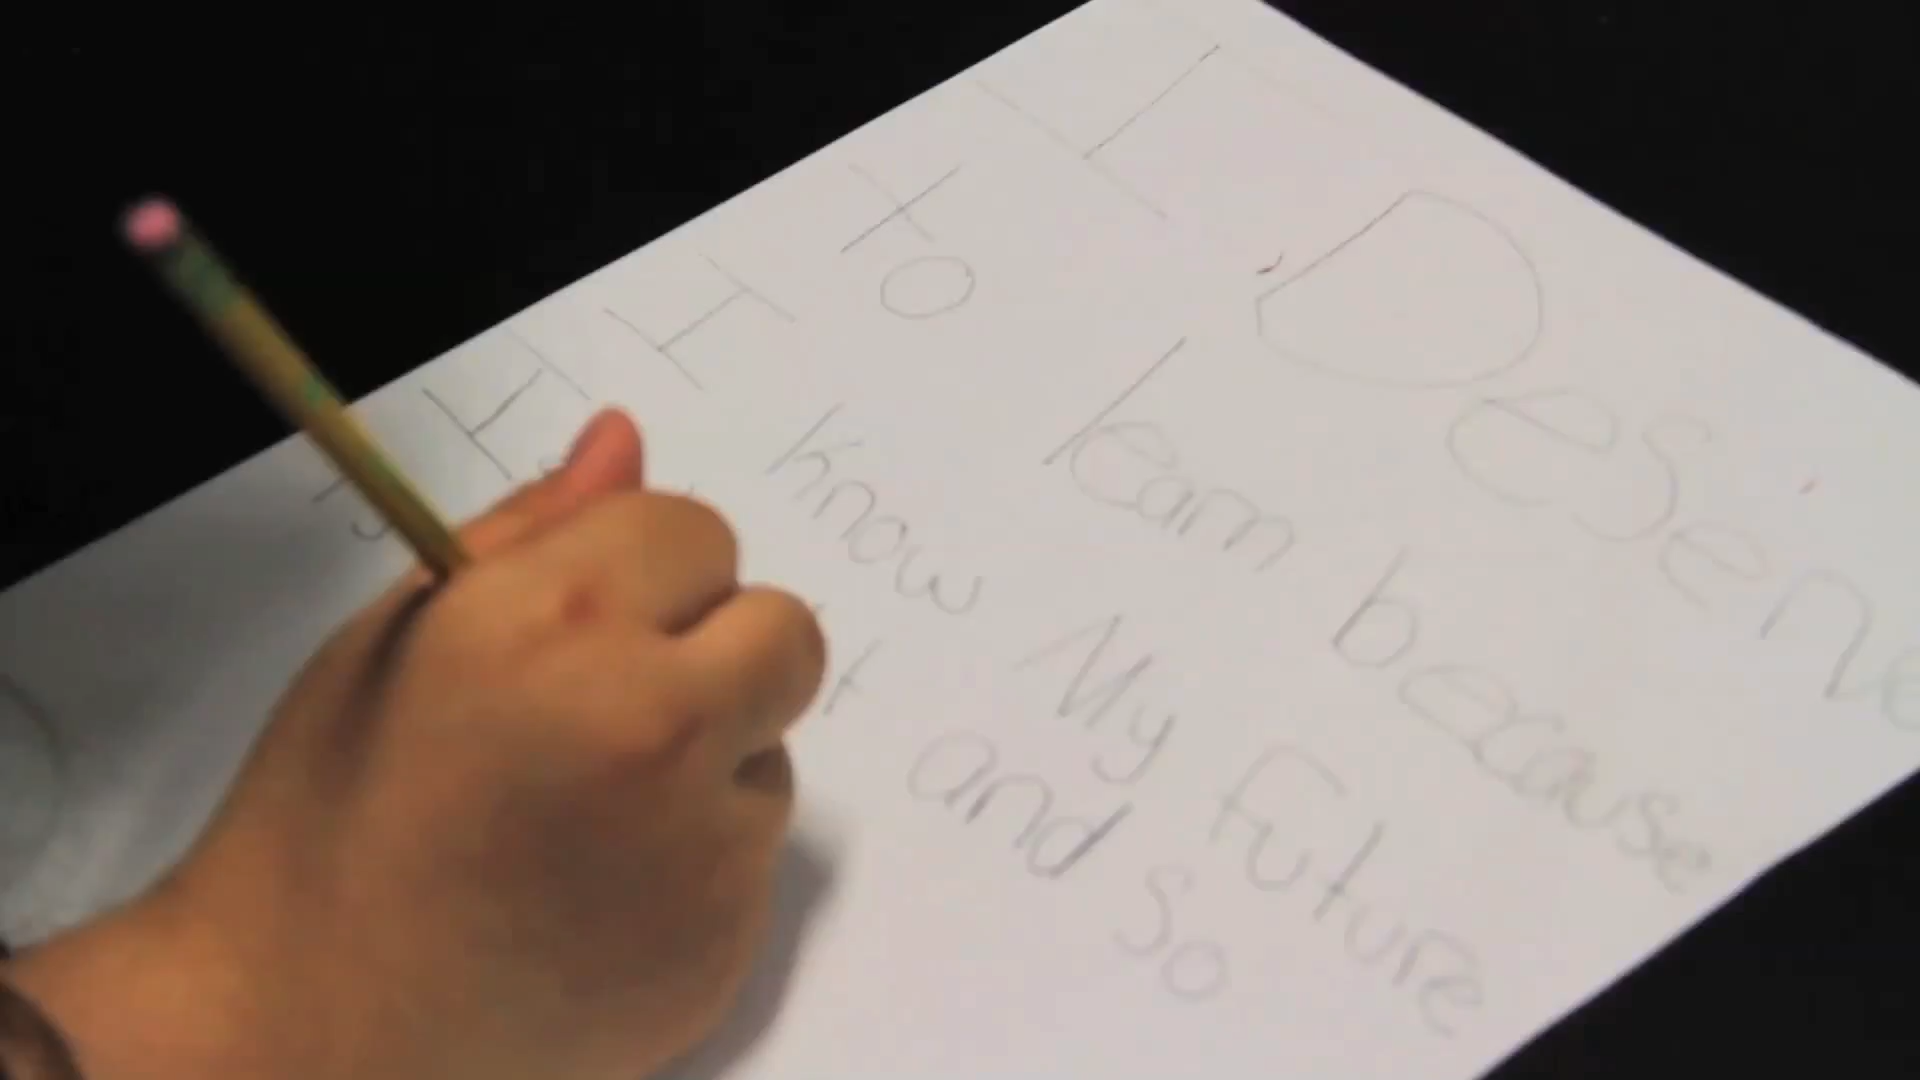 I Deserve
to learn because
I know My future
I and so